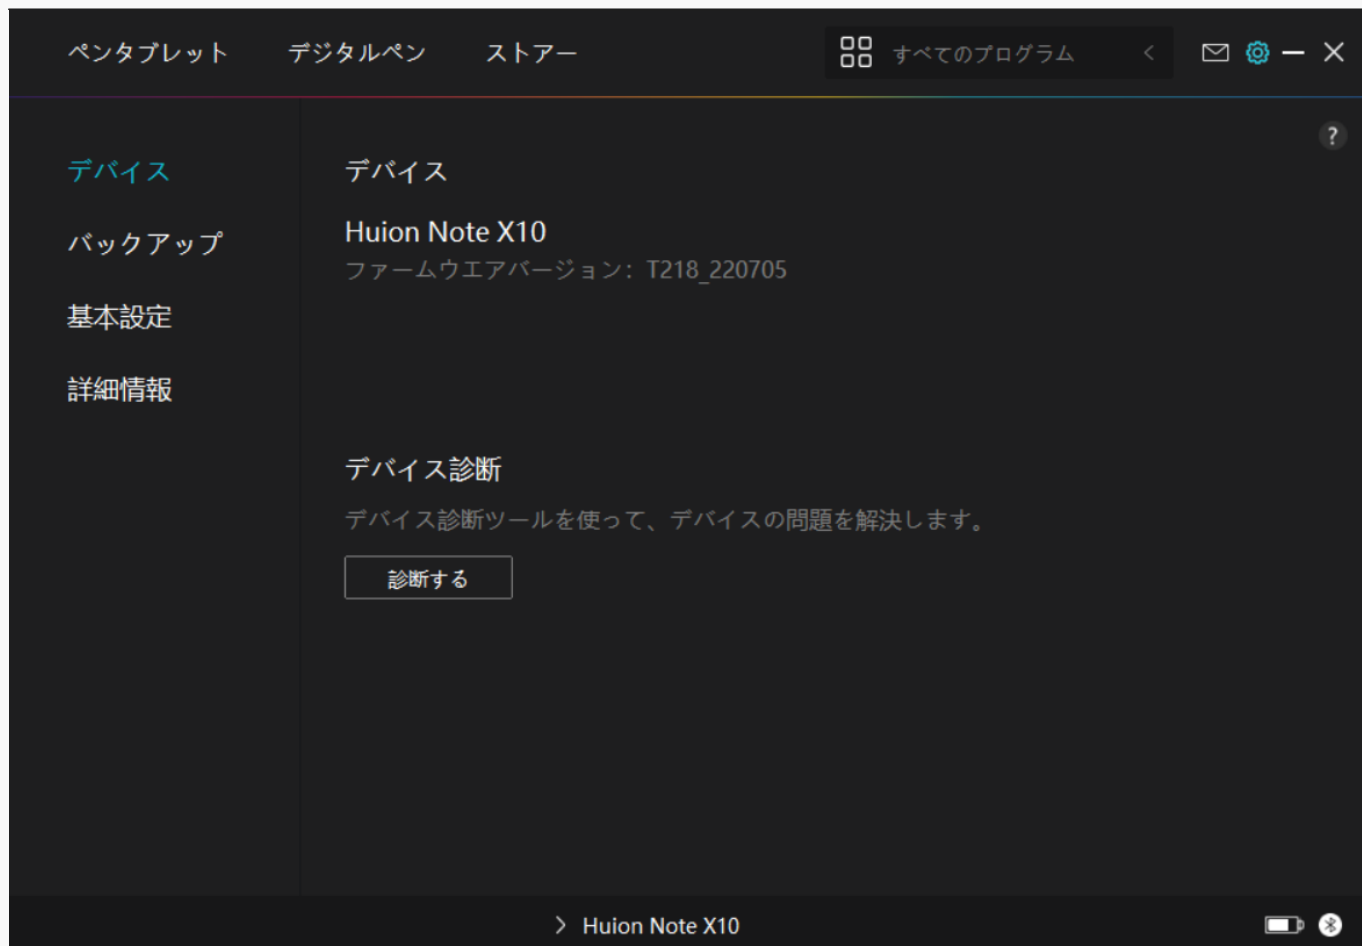 ペンタブレット デジタルペン ストアー すべてのプログラム
?
デバイス
バックアップ
基本設定
詳細情報
デバイス
Huion Note X10
ファームウエアバージョン：T218_220705
デバイス診断
デバイス診断ツールを使って、デバイスの問題を解決します。
診断する
Huion Note X10